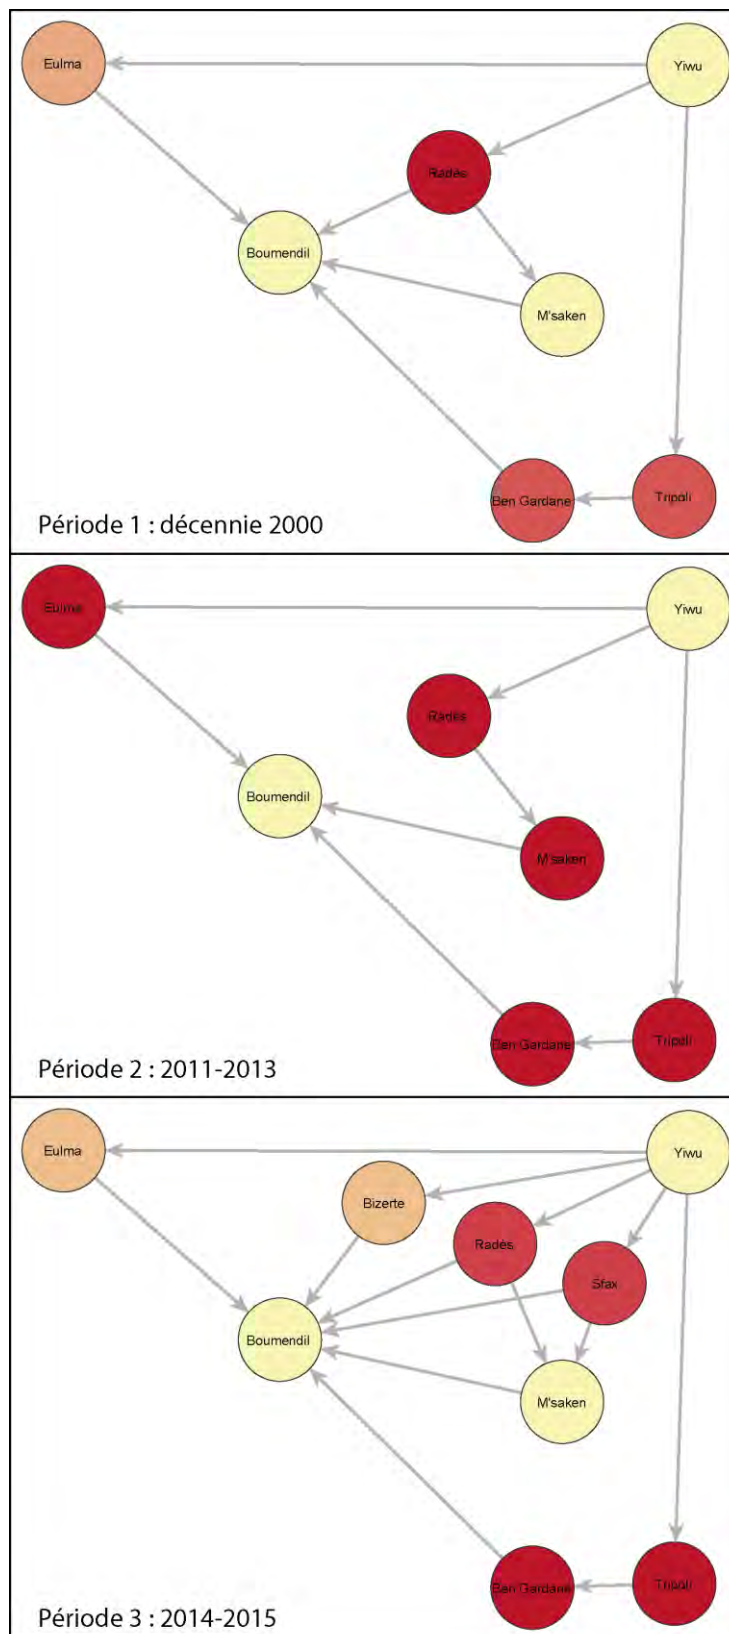 Eulma
Yiwu
Radès
Boumendil
M'saken
Ben Gardane
Tripoli
Période 1 : décennie 2000
Eulma
Yiwu
Radès
Boumendil
M'saken
Ben Gardane
Tripoli
Période 2 : 2011-2013
Eulma
Yiwu
Bizerte
Radès
Sfax
Boumendil
M'saken
Ben Gardane
Tripoli
Période 3 : 2014-2015